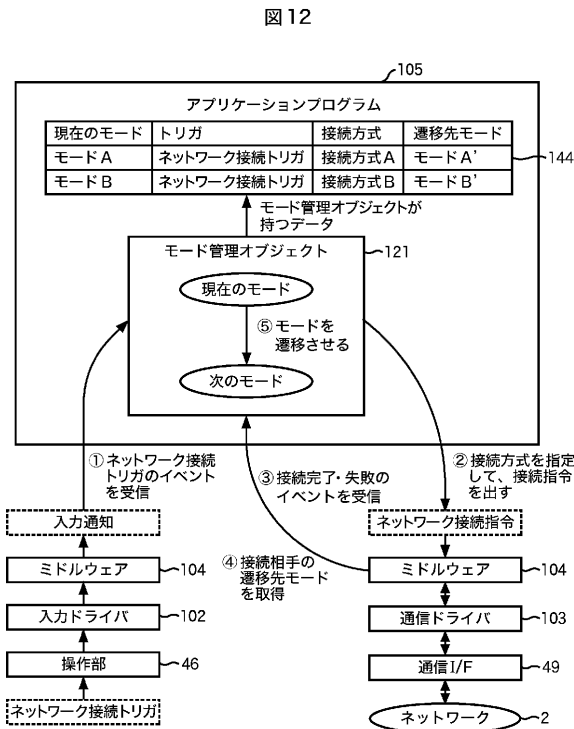 図12
105
アプリケーションプログラム
現在のモード トリガ 接続方式 遷移先モード
モードA ネットワーク接続トリガ 接続方式A モードA'
モードB ネットワーク接続トリガ 接続方式B モードB'
144
モード管理オブジェクトが
持つデータ
モード管理オブジェクト
121
現在のモード
⑤モードを
遷移させる
次のモード
①ネットワーク接続
トリガのイベント
を受信
③接続完了・失敗の
イベントを受信
②接続方式を指定
して、接続指令
を出す
入力通知
ネットワーク接続指令
④接続相手の
遷移先モード
を取得
ミドルウェア
104
ミドルウェア
104
入力ドライバ
102
通信ドライバ
103
操作部
46
通信I/F
49
ネットワーク接続トリガ
ネットワーク
2